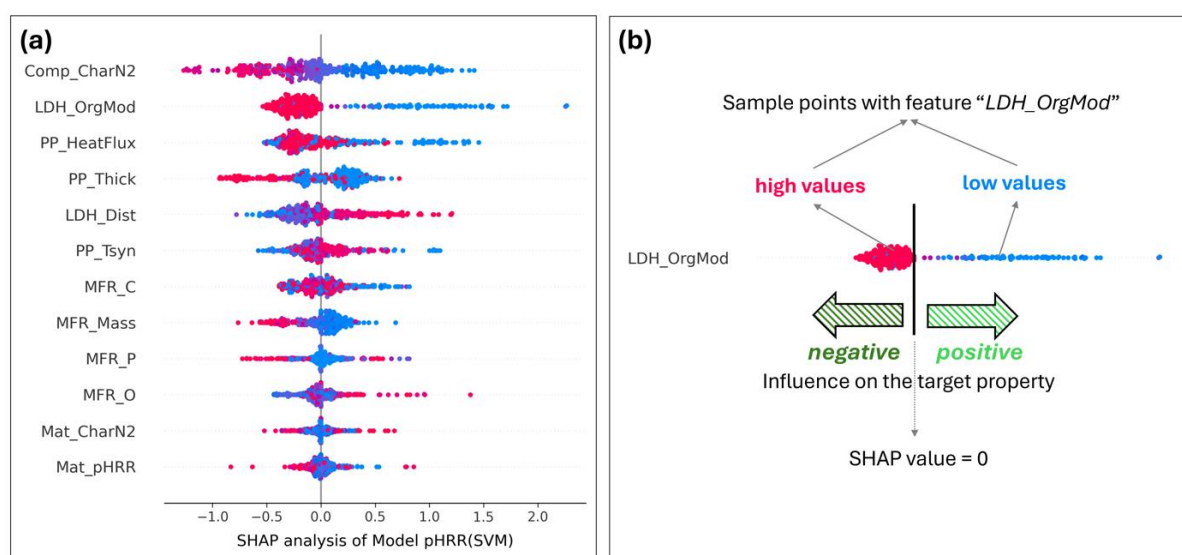 (a)
Comp_CharN2
LDH_OrgMod
PP_HeatFlux
PP_Thick
LDH_Dist
PP_Tsyn
MFR_C
MFR_Mass
MFR_P
MFR_O
Mat_CharN2
Mat_pHRR
−1.0 −0.5 0.0 0.5 1.0 1.5 2.0
SHAP analysis of Model pHRR(SVM)
(b)
Sample points with feature “LDH_OrgMod”
high values low values
LDH_OrgMod
negative positive
Influence on the target property
SHAP value = 0